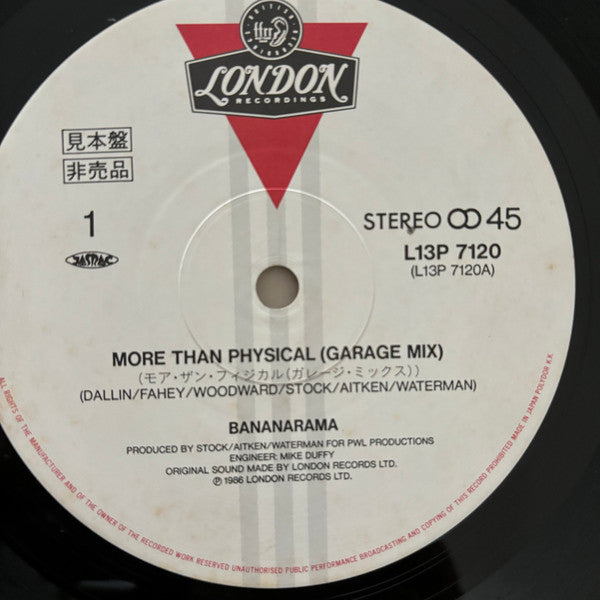 BRITISH
ffrr
LONDON
RECORDINGS
見本盤
非売品
1
JASRAC
STEREO 45
L13P 7120
(L13P 7120A)
MORE THAN PHYSICAL (GARAGE MIX)
(モア・ザン・フィジカル(ガレージ・ミックス))
(DALLIN/FAHEY/WOODWARD/STOCK/AITKEN/WATERMAN)
BANANARAMA
PRODUCED BY STOCK/AITKEN/WATERMAN FOR PWL PRODUCTIONS
ENGINEER: MIKE DUFFY
ORIGINAL SOUND MADE BY LONDON RECORDS LTD.
℗ 1986 LONDON RECORDS LTD.
ALL RIGHTS OF THE MANUFACTURER AND OF THE OWNER OF THE RECORDED WORK RESERVED UNAUTHORISED PUBLIC PERFORMANCE BROADCASTING AND COPYING OF THIS RECORD PROHIBITED MADE IN JAPAN POLYDOR K.K.